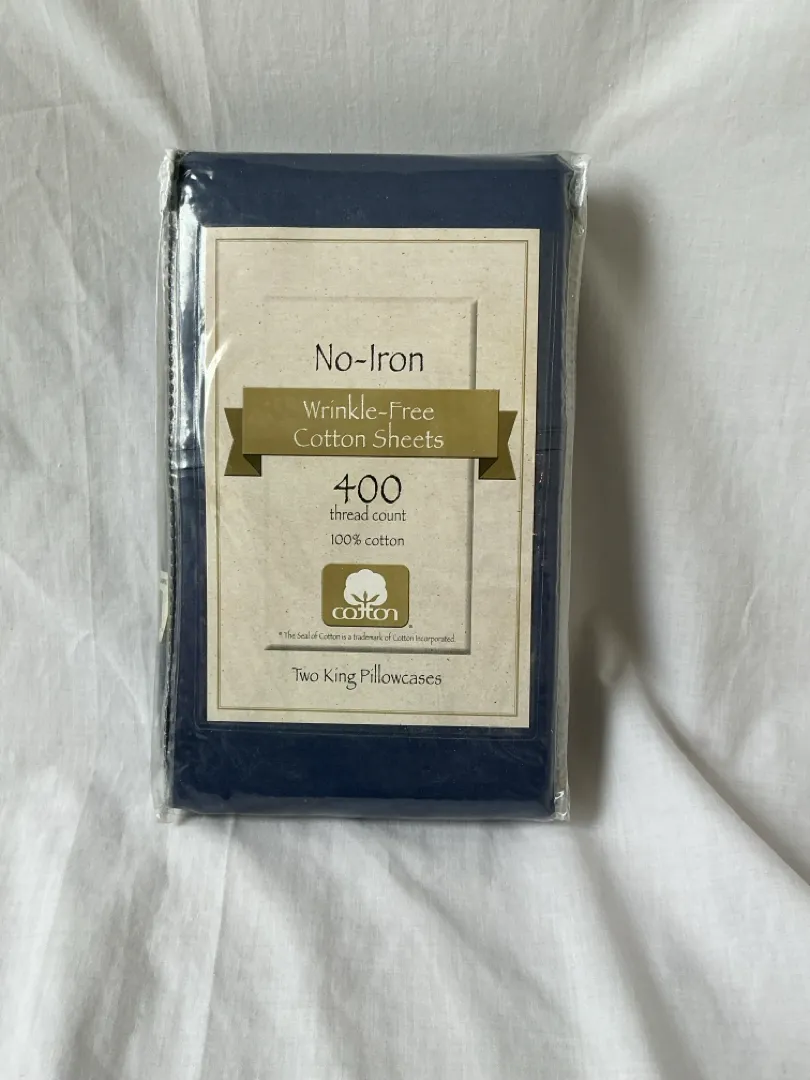 No-Iron
Wrinkle-Free
Cotton Sheets
400
thread count
100% cotton
cotton
® The Seal of Cotton is a trademark of Cotton Incorporated.
Two King Pillowcases